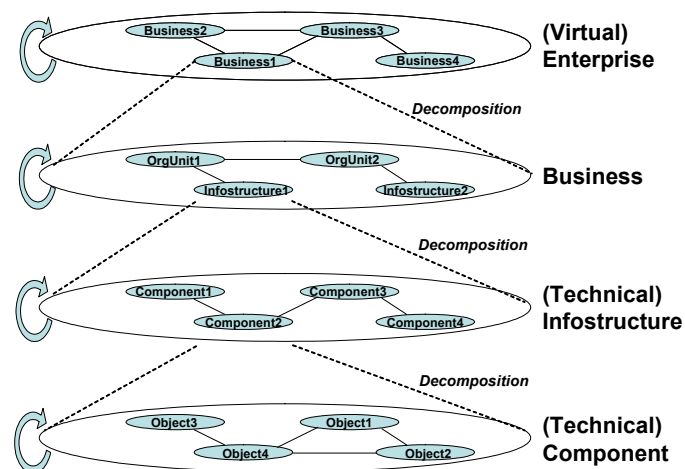 Business2
Business3
Business1
Business4
(Virtual)
Enterprise
Decomposition
OrgUnit1
OrgUnit2
Infostructure1
Infostructure2
Business
Decomposition
Component1
Component3
Component2
Component4
(Technical)
Infostructure
Decomposition
Object3
Object1
Object4
Object2
(Technical)
Component